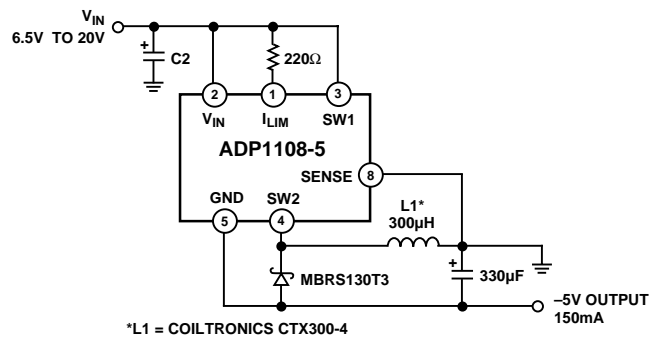 VIN
6.5V TO 20V
+
C2
220Ω
2
1
3
VIN
ILIM
SW1
ADP1108-5
SENSE
8
GND
SW2
L1*
300µH
5
4
MBRS130T3
+
330µF
–5V OUTPUT
150mA
*L1 = COILTRONICS CTX300-4